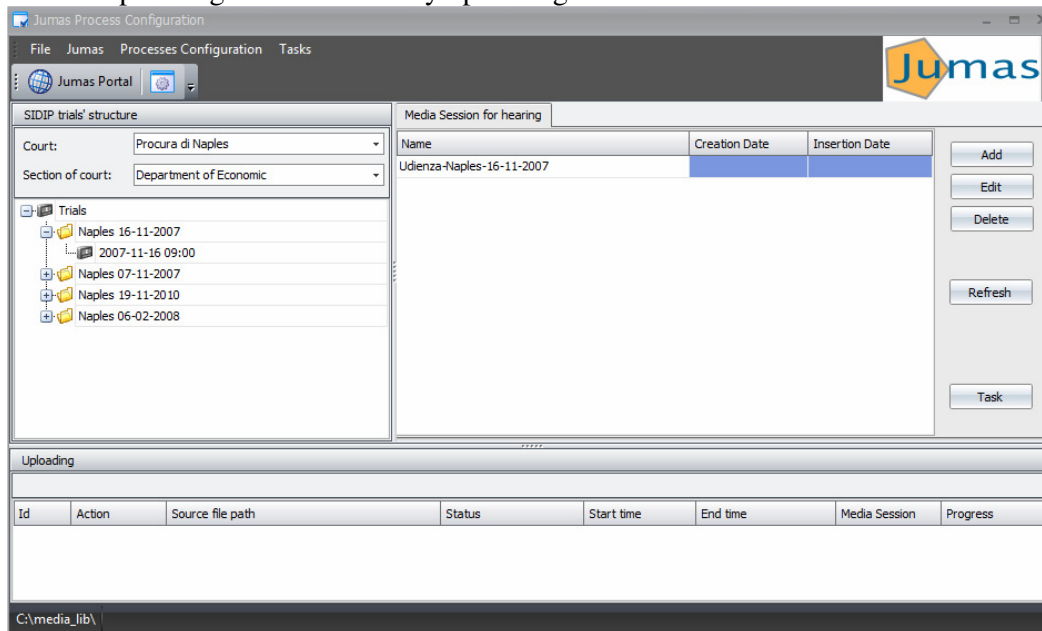 Jumas Process Configuration
File Jumas Processes Configuration Tasks
Jumas Portal
Jumas
SIDIP trials' structure
Court: Procura di Naples
Section of court: Department of Economic
Trials
Naples 16-11-2007
2007-11-16 09:00
Naples 07-11-2007
Naples 19-11-2010
Naples 06-02-2008
Media Session for hearing
Name Creation Date Insertion Date
Udienza-Naples-16-11-2007
Add
Edit
Delete
Refresh
Task
Uploading
Id Action Source file path Status Start time End time Media Session Progress
C:\media_lib\